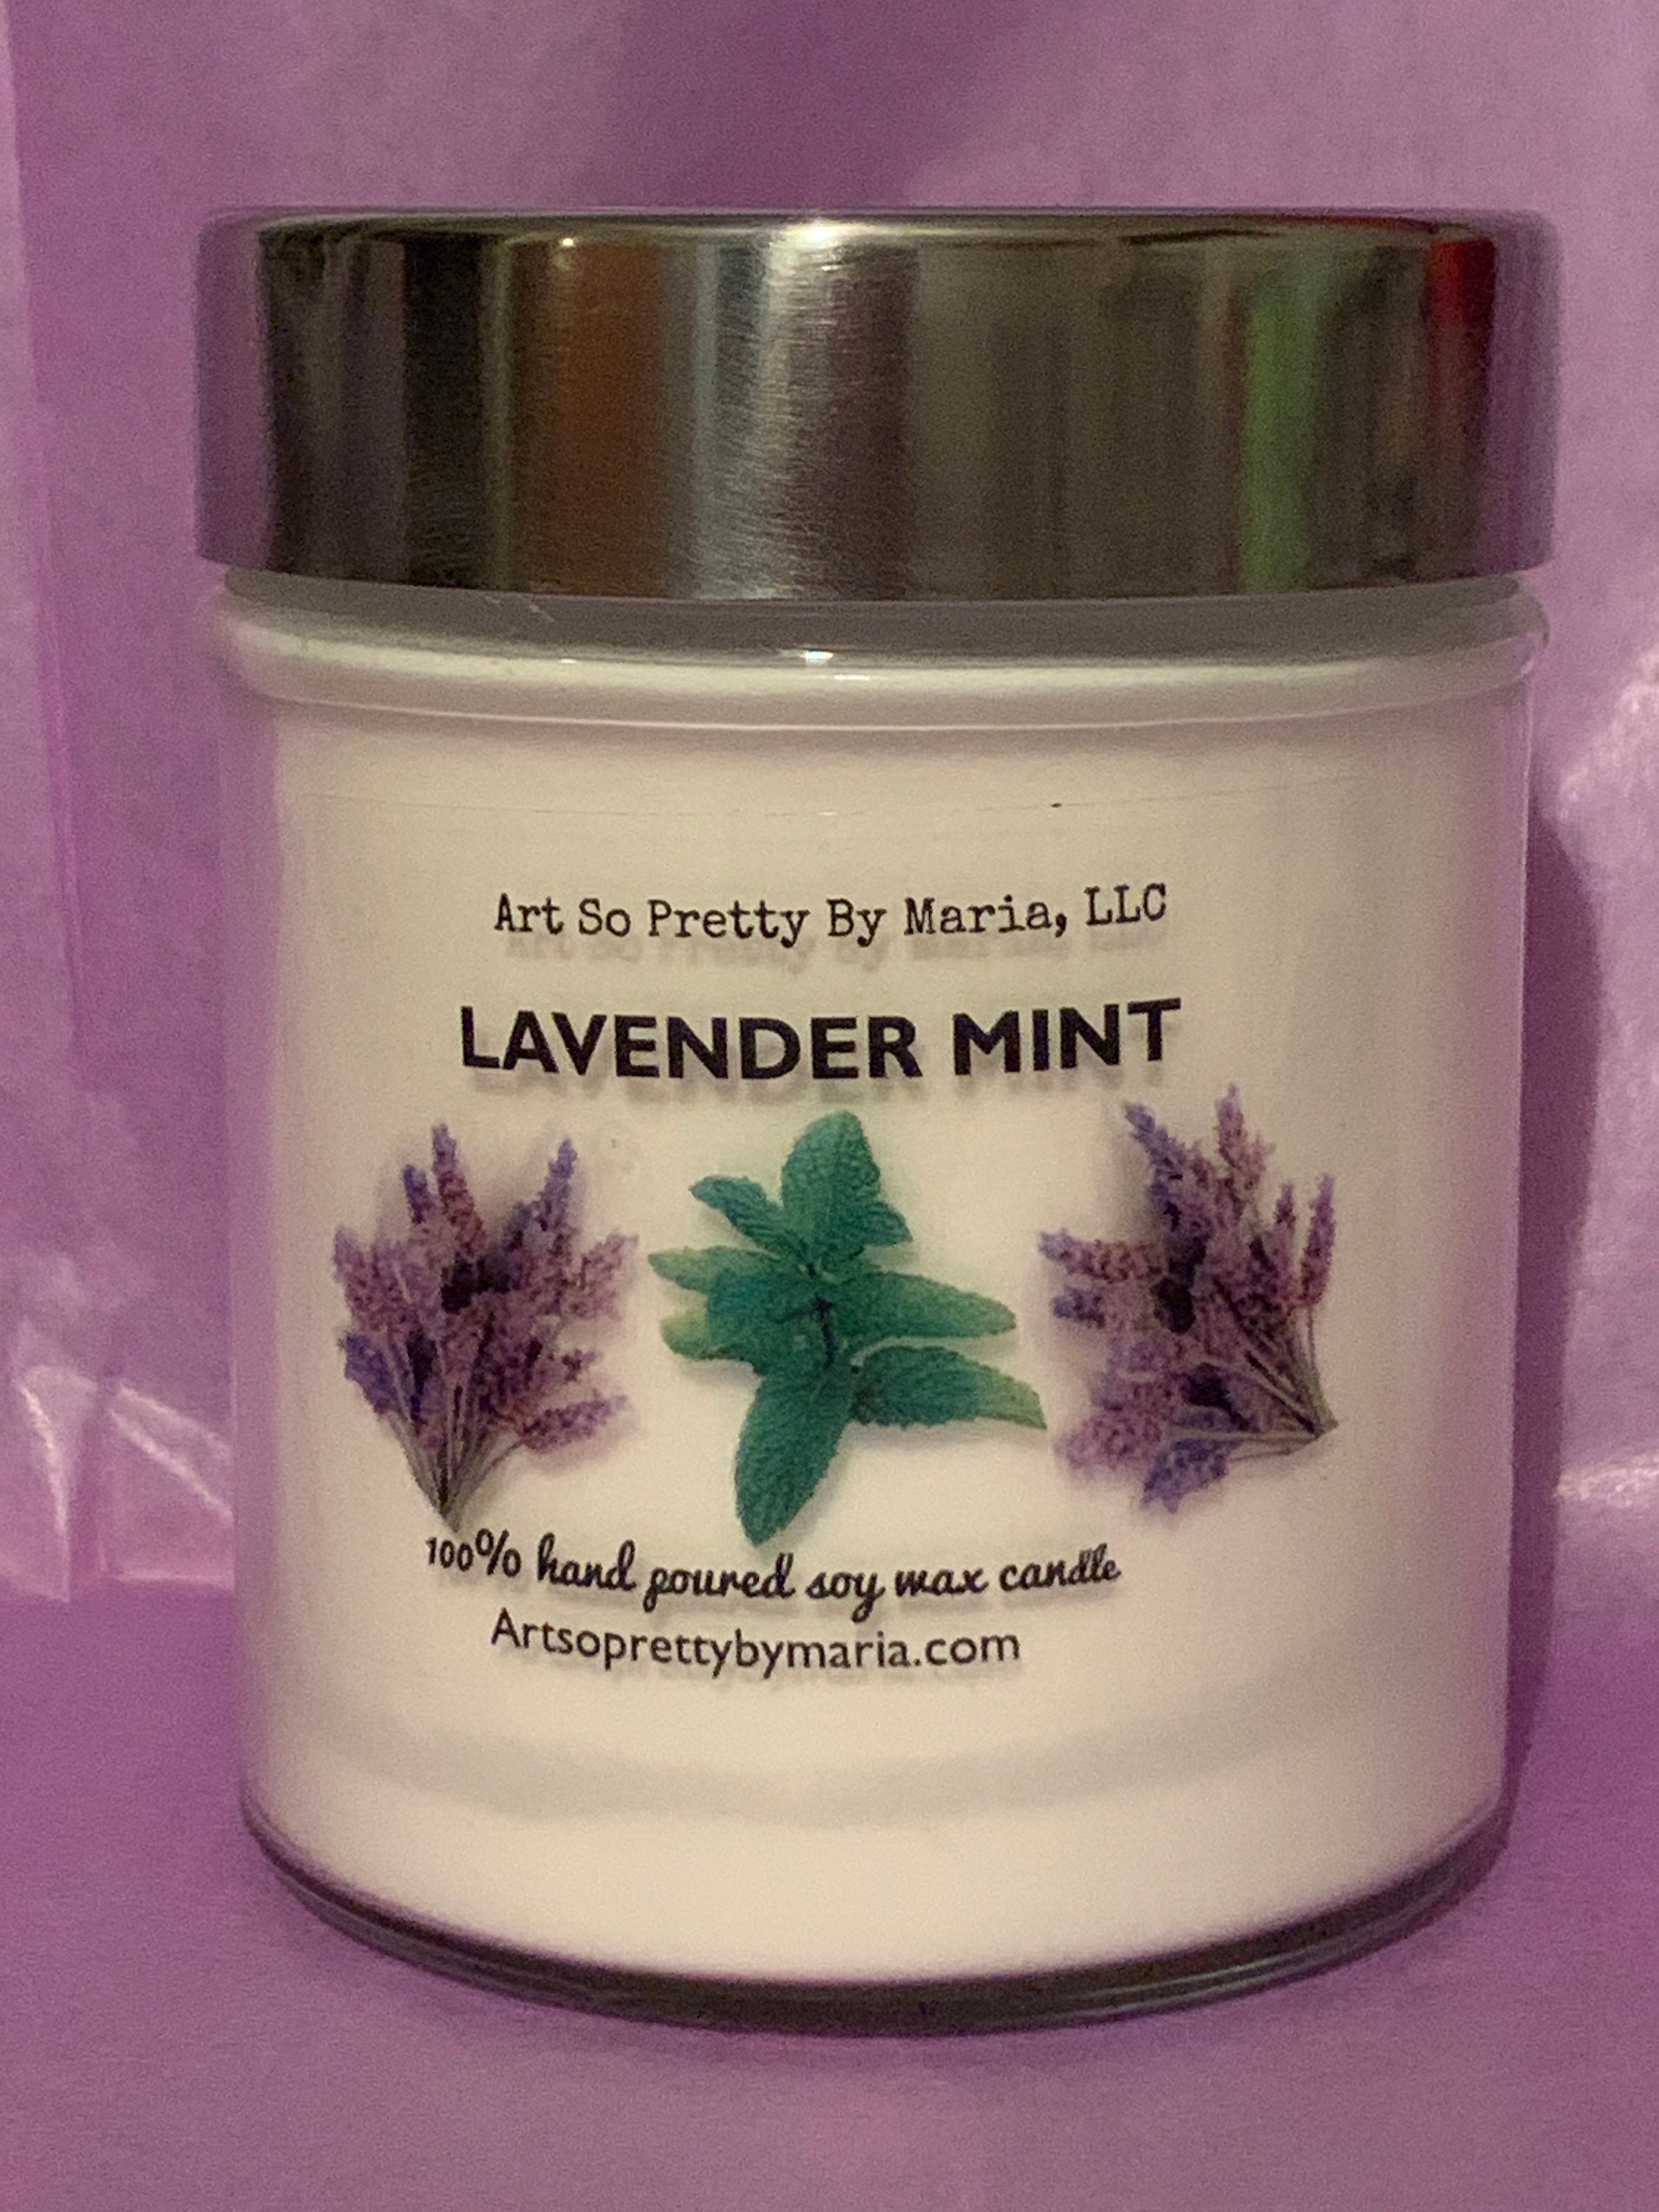 Art So Pretty By Maria, LLC
LAVENDER MINT
100% hand poured soy wax candle
Artsoprettybymaria.com